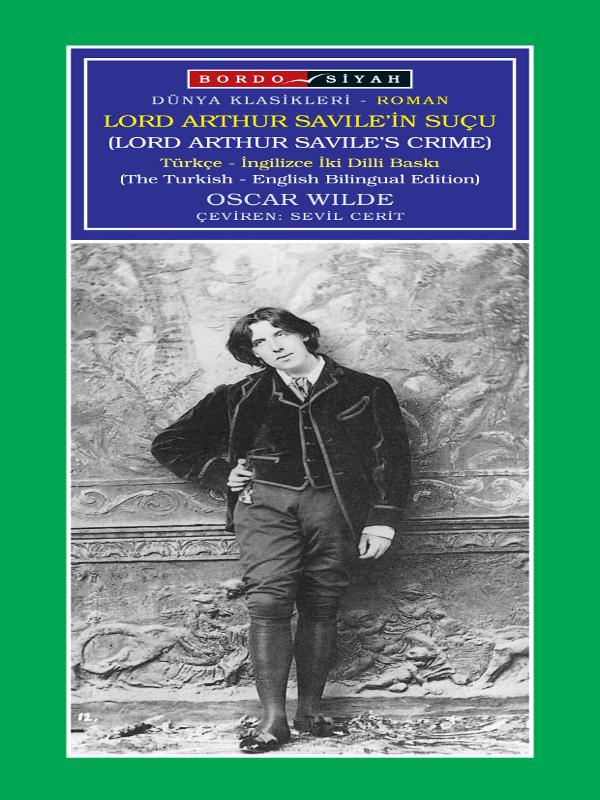 BORDO SİYAH
DÜNYA KLASİKLERİ - ROMAN
LORD ARTHUR SAVILE'İN SUÇU
(LORD ARTHUR SAVILE'S CRIME)
Türkçe - İngilizce İki Dilli Baskı
(The Turkish - English Bilingual Edition)
OSCAR WILDE
ÇEVİREN: SEVİL CERİT
12.